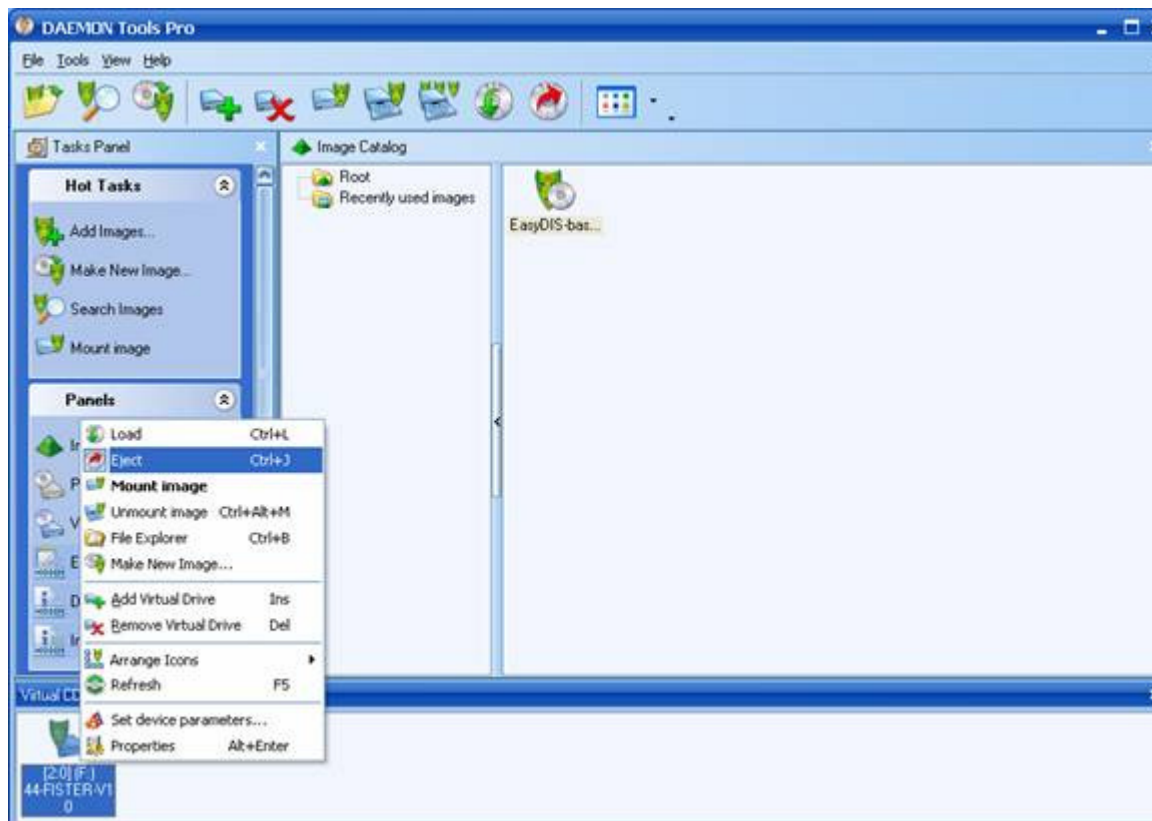 DAEMON Tools Pro
File Tools View Help
Tasks Panel
Image Catalog
Hot Tasks
Add Images...
Make New Image...
Search Images
Mount image
Panels
Root
Recently used images
EasyDIS-bas...
Load Ctrl+L
Eject Ctrl+J
Mount image
Unmount image Ctrl+Alt+M
File Explorer Ctrl+B
Make New Image...
Add Virtual Drive Ins
Remove Virtual Drive Del
Arrange Icons
Refresh F5
Set device parameters...
Properties Alt+Enter
Virtual
[2:0] (F:)
44-FISTER-V1
0